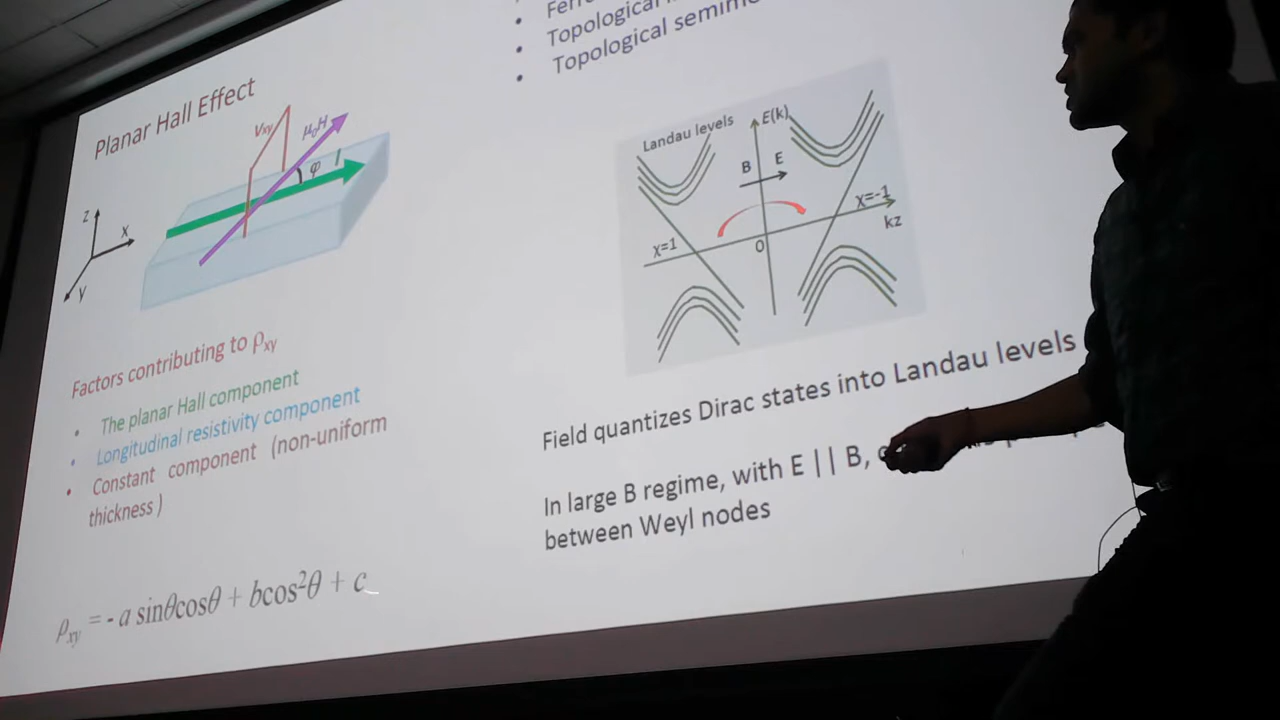 Planar Hall Effect
Vxy
μ₀H
φ
I
z
x
y
Factors contributing to ρxy
• The planar Hall component
• Longitudinal resistivity component
• Constant component (non-uniform
thickness )
ρxy = - a sinθcosθ + bcos²θ + c
•
• Topological
• Topological
Landau levels
E(k)
B
E
χ=1
χ=-1
0
kz
Field quantizes Dirac states into Landau levels
In large B regime, with E || B,
between Weyl nodes